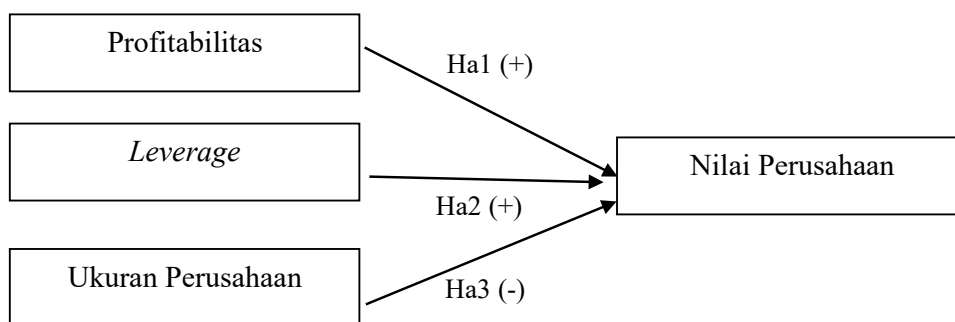 Profitabilitas
Ha1 (+)
Leverage
Nilai Perusahaan
Ha2 (+)
Ukuran Perusahaan
Ha3 (-)